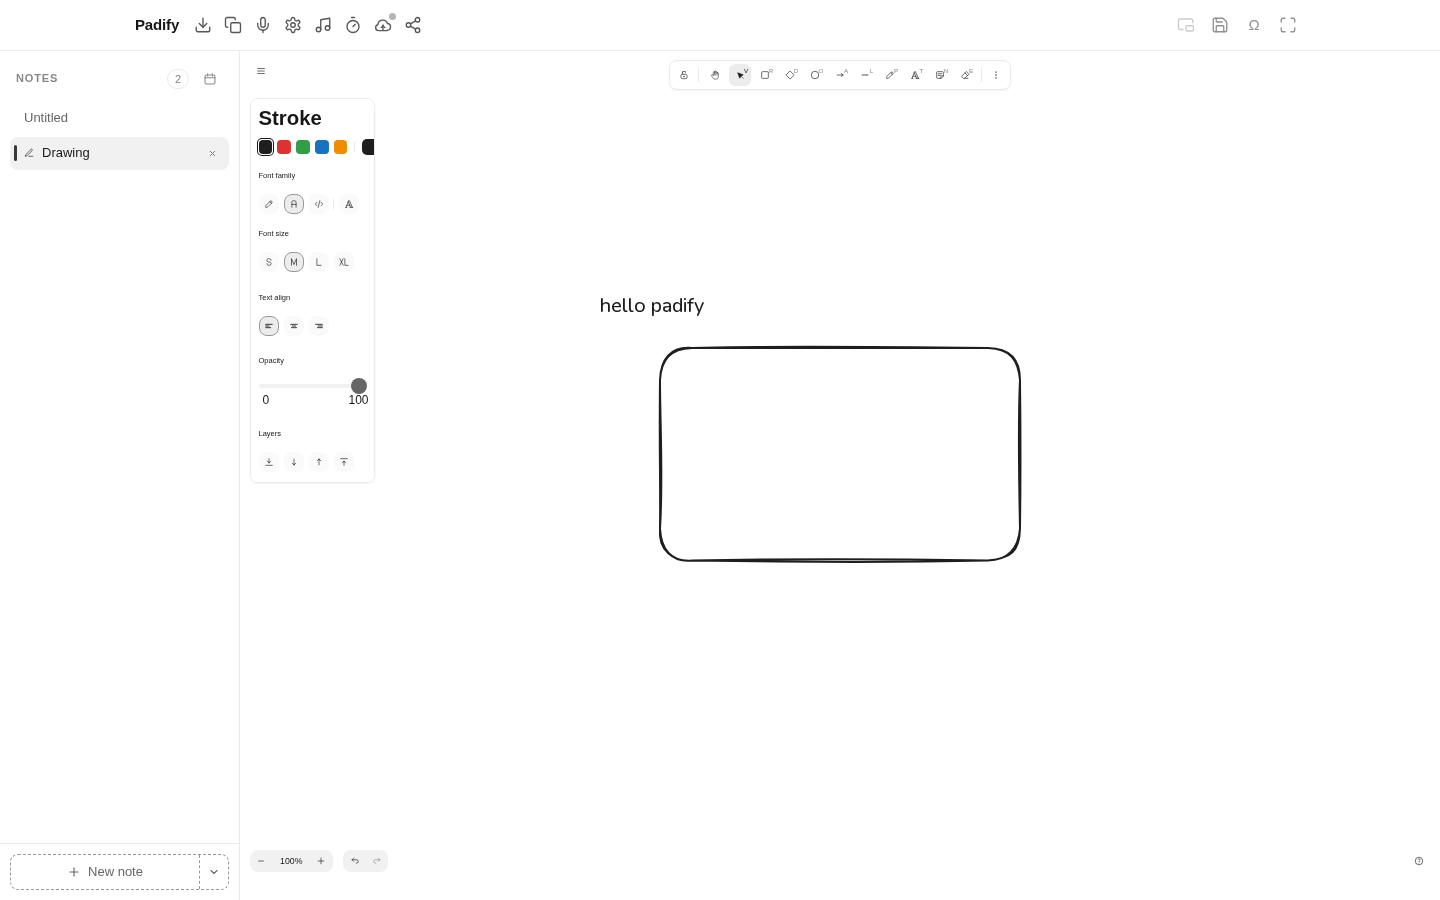 Padify
Ω
NOTES
2
Untitled
Drawing
New note
V
R
D
O
A
L
P
A T
N
E
Stroke
Font family
A
Font size
S M L XL
Text align
Opacity
0 100
Layers
hello padify
100%